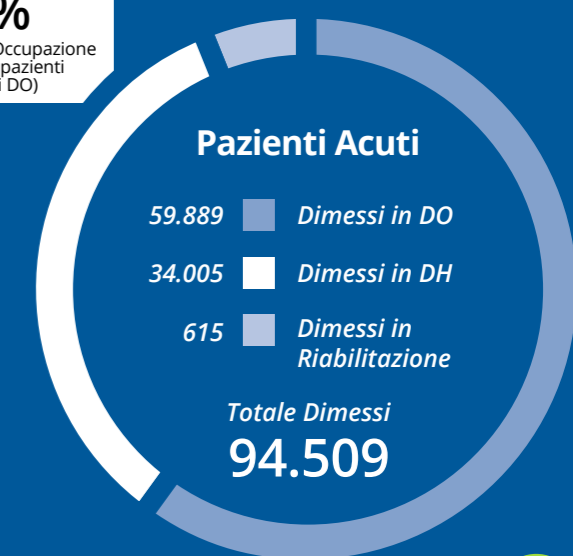 %
Occupazione
pazienti
DO)
Pazienti Acuti
59.889 Dimessi in DO
34.005 Dimessi in DH
615 Dimessi in
Riabilitazione
Totale Dimessi
94.509